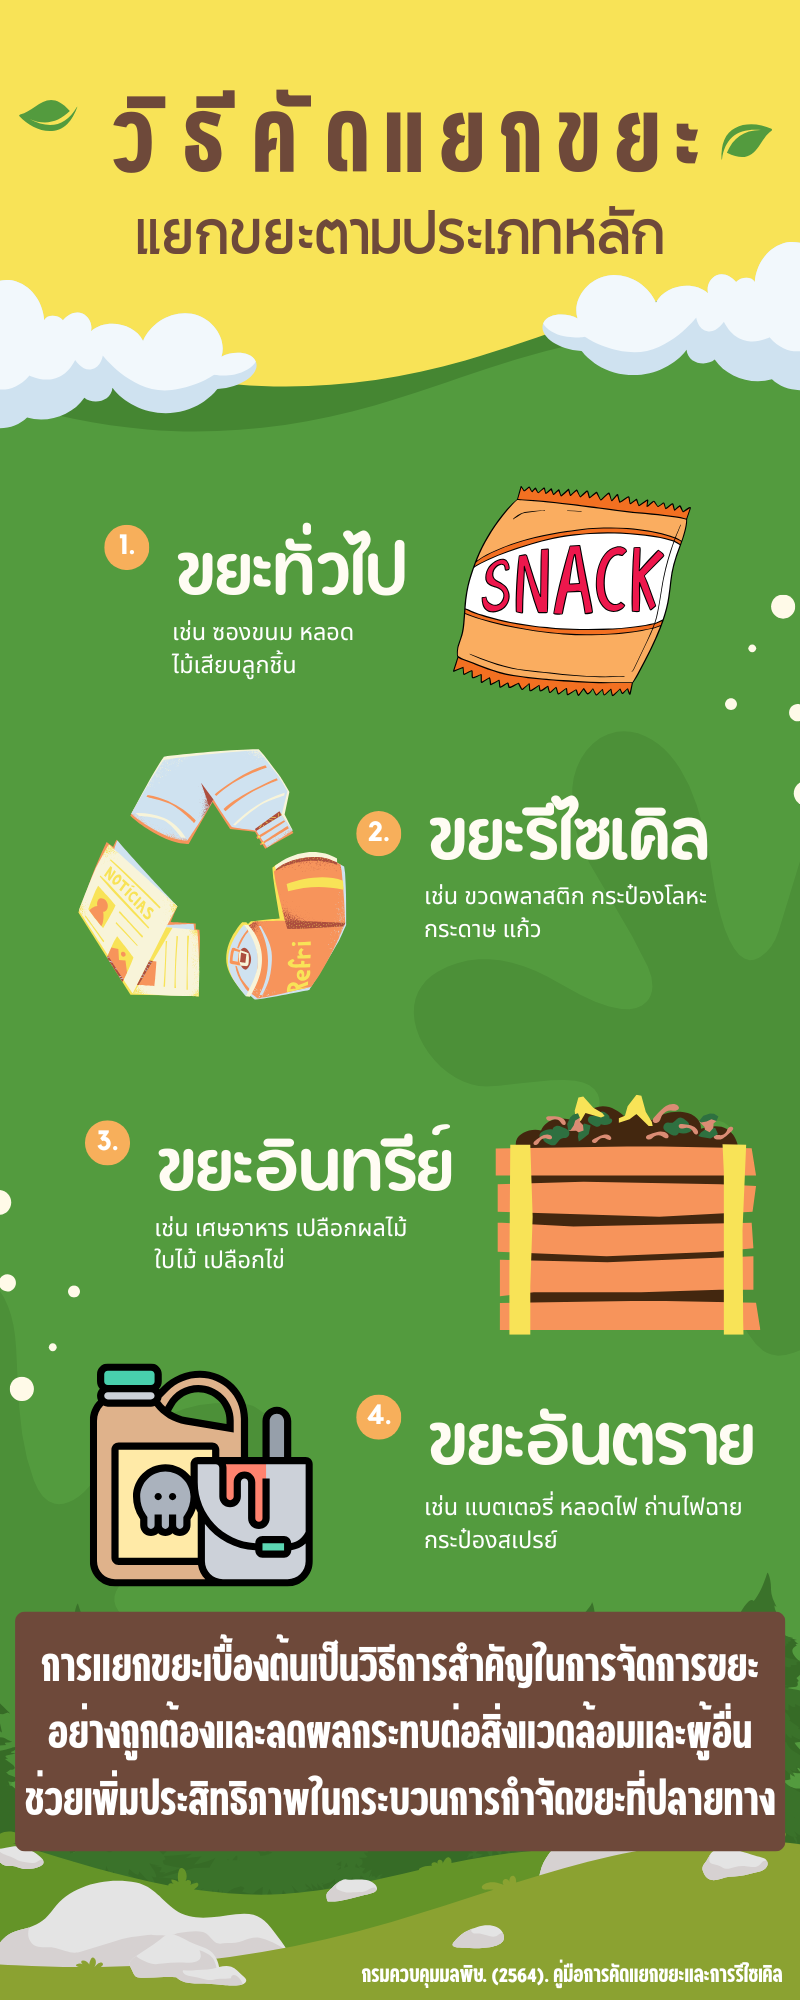 วิธีคัดแยกขยะ
แยกขยะตามประเภทหลัก
1.
ขยะทั่วไป
SNACK
เช่น ซองขนม หลอด
ไม้เสียบลูกชิ้น
2.
ขยะรีไซเคิล
NOTICIAS
เช่น ขวดพลาสติก กระป๋องโลหะ
กระดาษ แก้ว
Refri
3.
ขยะอินทรีย์
เช่น เศษอาหาร เปลือกผลไม้
ใบไม้ เปลือกไข่
4.
ขยะอันตราย
เช่น แบตเตอรี่ หลอดไฟ ถ่านไฟฉาย
กระป๋องสเปรย์
การแยกขยะเบื้องต้นเป็นวิธีการสำคัญในการจัดการขยะ
อย่างถูกต้องและลดผลกระทบต่อสิ่งแวดล้อมและผู้อื่น
ช่วยเพิ่มประสิทธิภาพในกระบวนการกำจัดขยะที่ปลายทาง
กรมควบคุมมลพิษ. (2564). คู่มือการคัดแยกขยะและการรีไซเคิล